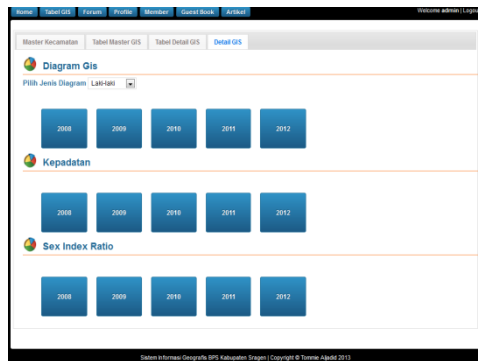 Home Tabel GIS Forum Profile Member Guest Book Artikel Welcome admin | Logout
Master Kecamatan Tabel Master GIS Tabel Detail GIS Detail GIS
Diagram Gis
Pilih Jenis Diagram Laki-laki
2008 2009 2010 2011 2012
Kepadatan
2008 2009 2010 2011 2012
Sex Index Ratio
2008 2009 2010 2011 2012
Sistem Informasi Geografis BPS Kabupaten Sragen | Copyright © Tommie Aljadid 2013